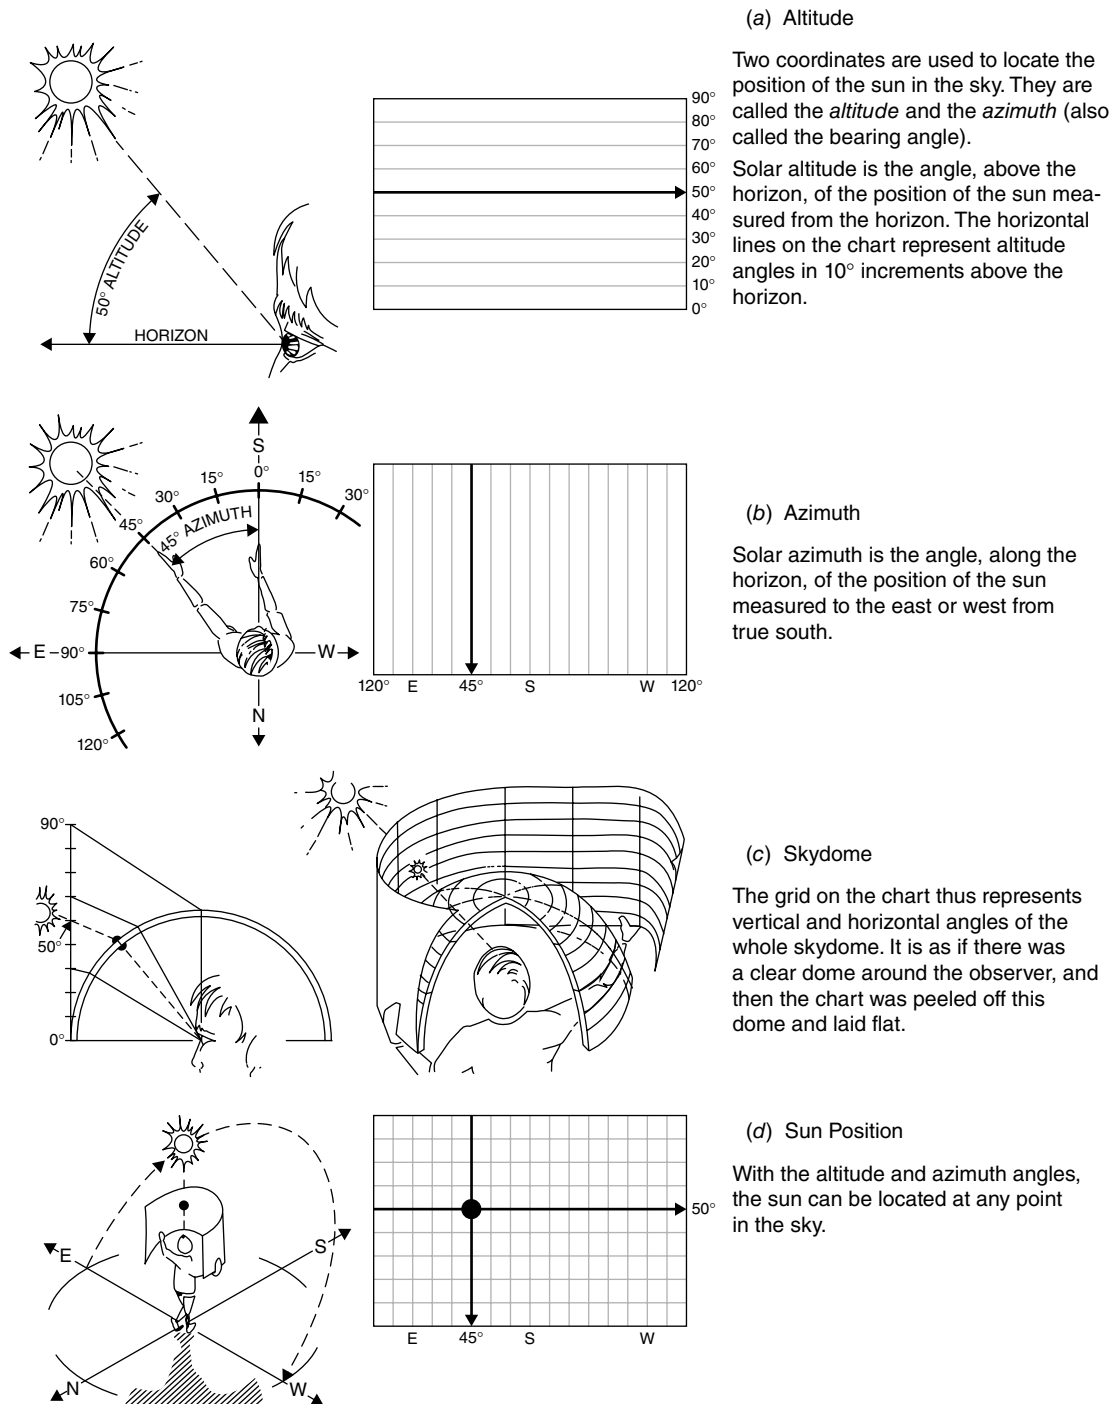 (a) Altitude
Two coordinates are used to locate the
position of the sun in the sky. They are
called the altitude and the azimuth (also
called the bearing angle).
Solar altitude is the angle, above the
horizon, of the position of the sun mea-
sured from the horizon. The horizontal
lines on the chart represent altitude
angles in 10° increments above the
horizon.
50° ALTITUDE
HORIZON
90°
80°
70°
60°
50°
40°
30°
20°
10°
0°
S
0°
15°
15°
30°
30°
45°
45° AZIMUTH
60°
75°
E –90°
W
105°
N
120°
120° E 45° S W 120°
(b) Azimuth
Solar azimuth is the angle, along the
horizon, of the position of the sun
measured to the east or west from
true south.
90°
50°
0°
(c) Skydome
The grid on the chart thus represents
vertical and horizontal angles of the
whole skydome. It is as if there was
a clear dome around the observer, and
then the chart was peeled off this
dome and laid flat.
E
S
N
W
50°
E 45° S W
(d) Sun Position
With the altitude and azimuth angles,
the sun can be located at any point
in the sky.